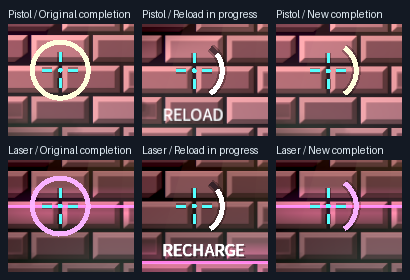 Pistol / Original completion
Pistol / Reload in progress
Pistol / New completion
RELOAD
Laser / Original completion
Laser / Reload in progress
Laser / New completion
RECHARGE